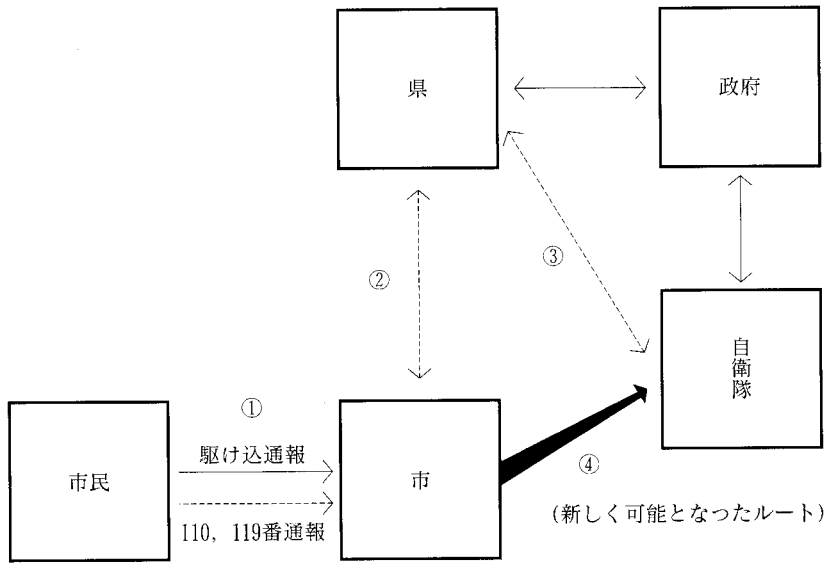 県
政府
②
③
自衛隊
①
駆け込通報
市民
市
④
110, 119番通報
(新しく可能となつたルート)